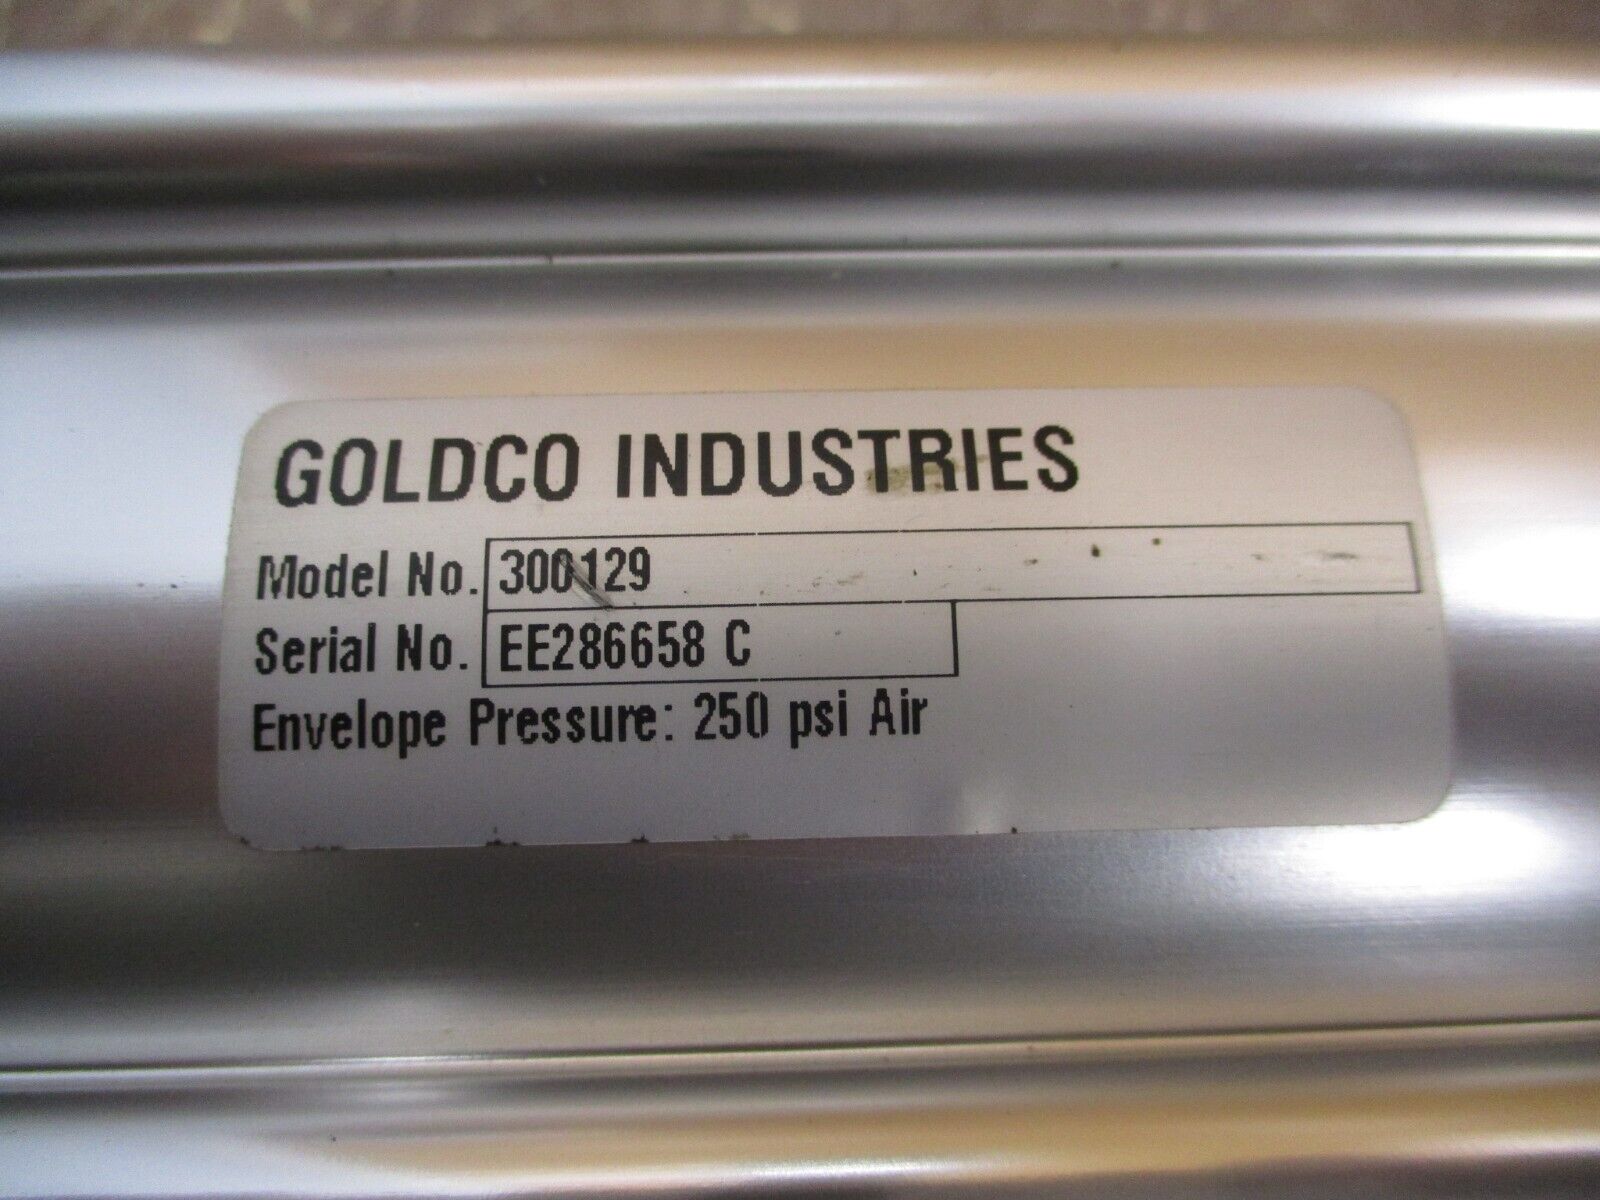 GOLDCO INDUSTRIES
Model No. 300129
Serial No. EE286658 C
Envelope Pressure: 250 psi Air